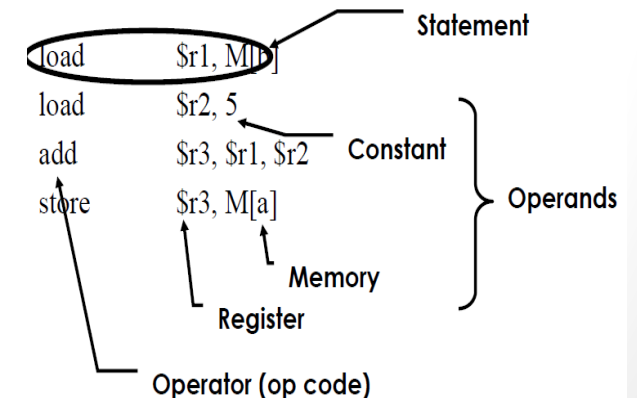 Statement
load $r1, M[b]
load $r2, 5
Constant
add $r3, $r1, $r2
Operands
store $r3, M[a]
Memory
Register
Operator (op code)